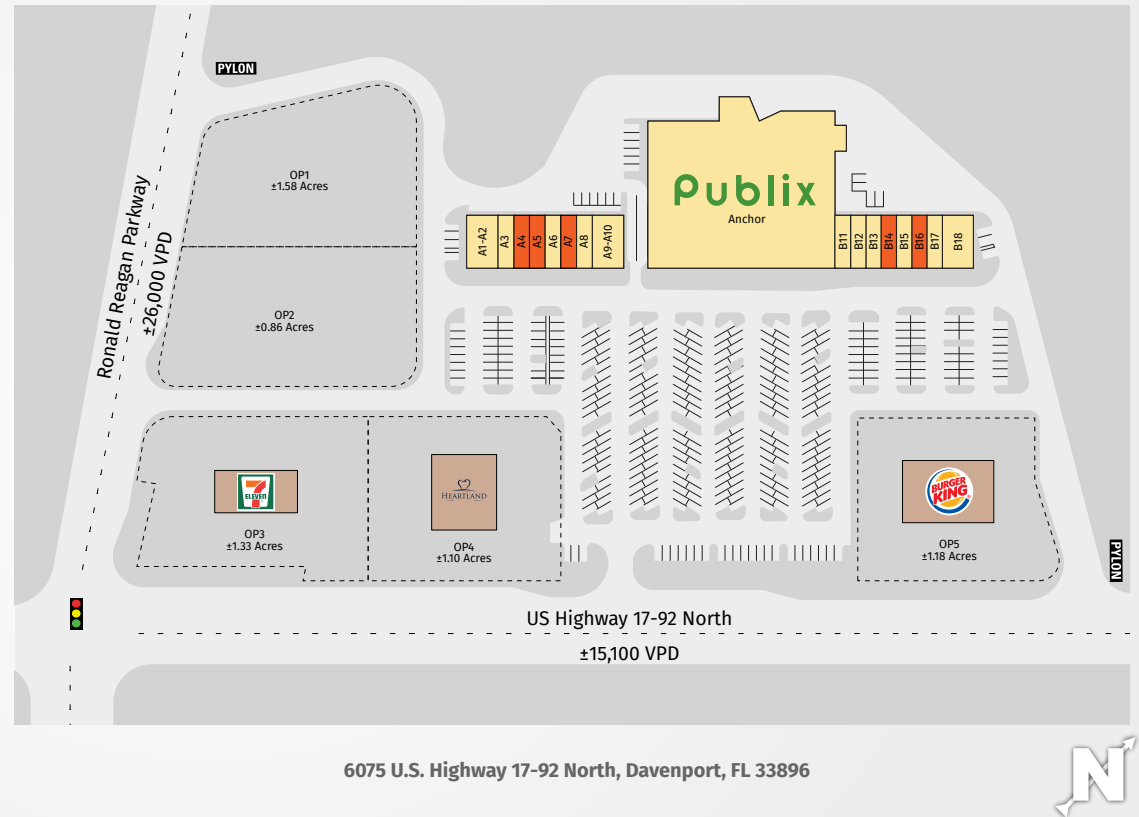 PYLON
OP1
±1.58 Acres
Publix
Anchor
A1-A2
A3
A4
A5
A6
A7
A8
A9-A10
B11
B12
B13
B14
B15
B16
B17
B18
Ronald Reagan Parkway
±26,000 VPD
OP2
±0.86 Acres
7
ELEVEN
OP3
±1.33 Acres
HEARTLAND
OP4
±1.10 Acres
BURGER
KING
OP5
±1.18 Acres
PYLON
US Highway 17-92 North
±15,100 VPD
6075 U.S. Highway 17-92 North, Davenport, FL 33896
N